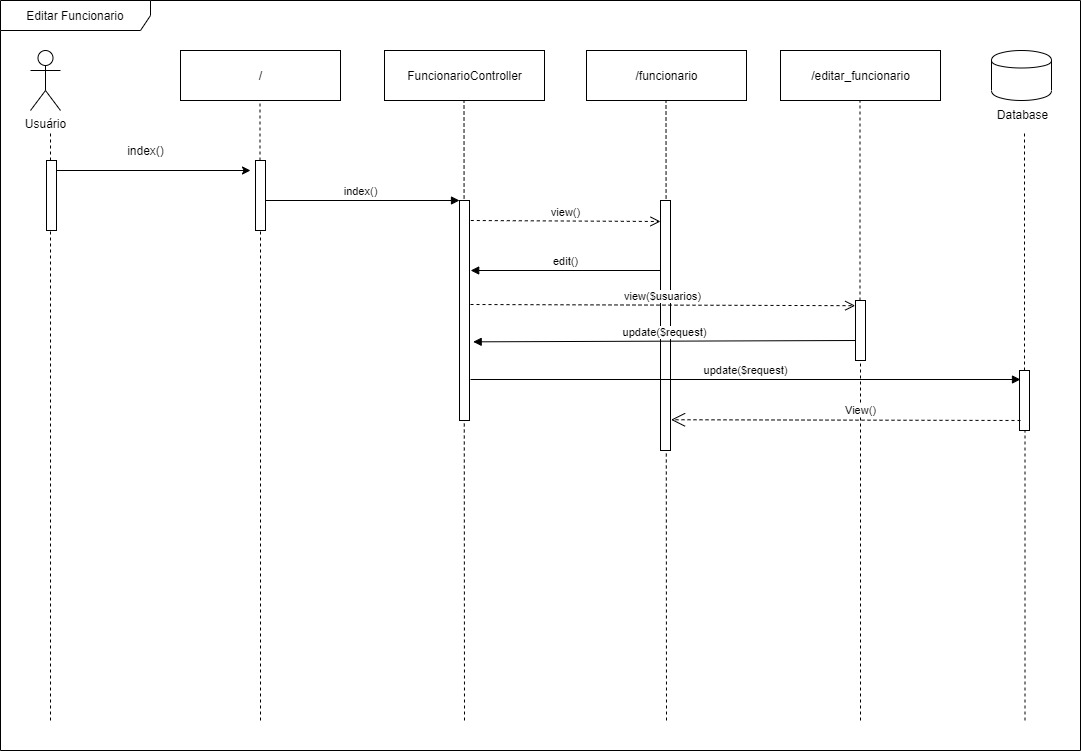 Editar Funcionario
/
FuncionarioController
/funcionario
/editar_funcionario
Database
Usuário
index()
index()
view()
edit()
view($usuarios)
update($request)
update($request)
View()